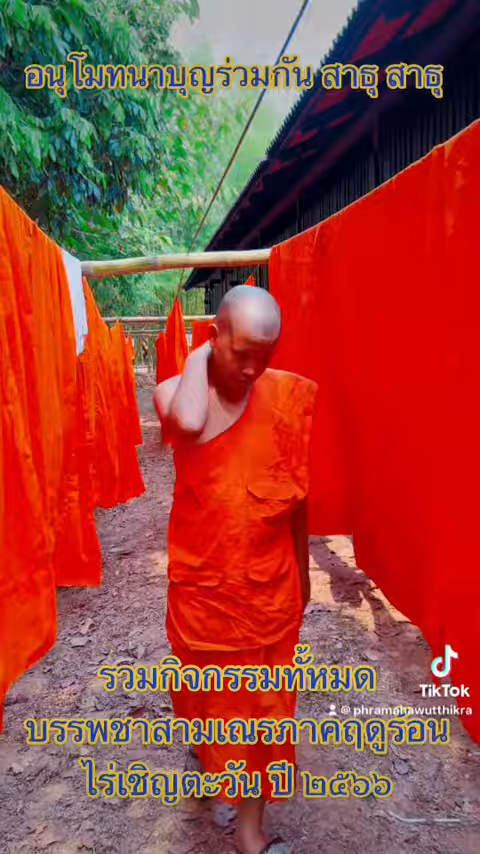 อนุโมทนาบุญร่วมกัน สาธุ สาธุ
รวมกิจกรรมทั้หมด
บรรพชาสามเณรภาคฤดูร้อน
ไร่เชิญตะวัน ปี ๒๕๖๖
TikTok
@phramahawutthikra